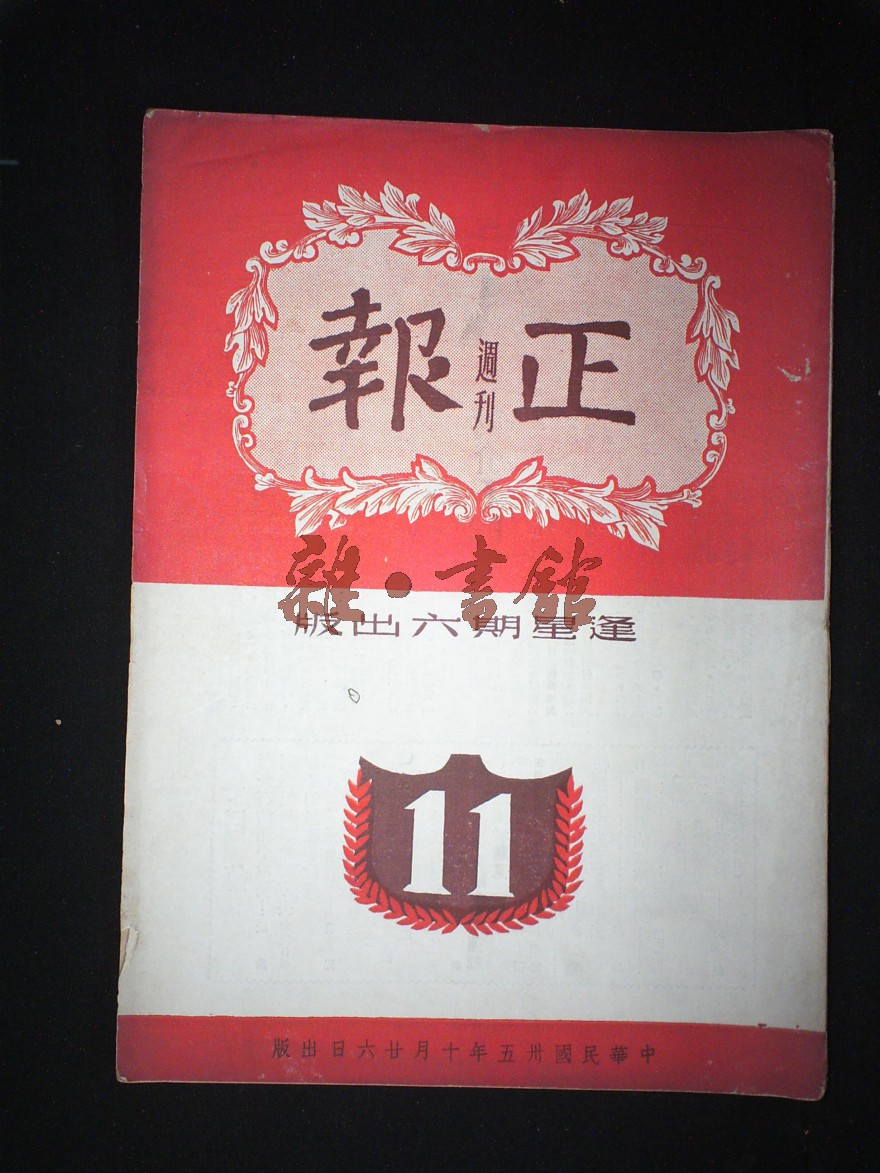 正報
週刊
雜·書館
逢星期六出版
11
中華民國卅五年十月廿六日出版